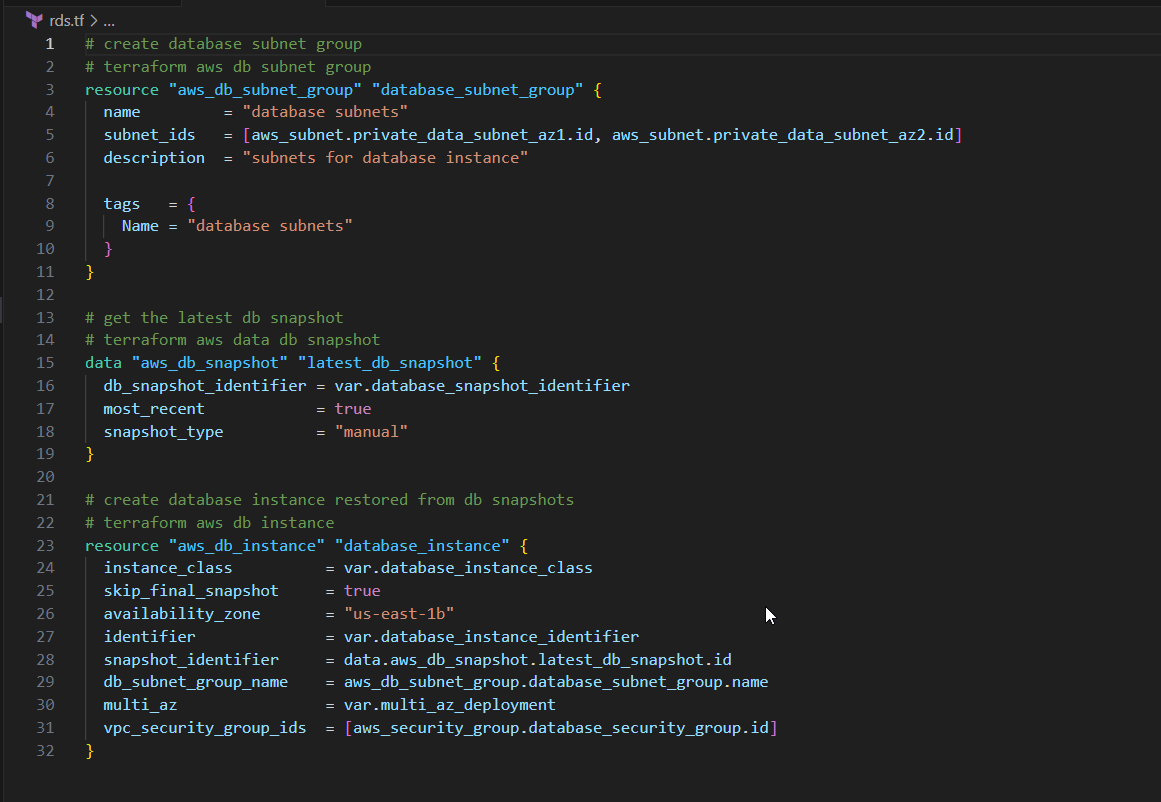 rds.tf > ...
1 # create database subnet group
2 # terraform aws db subnet group
3 resource "aws_db_subnet_group" "database_subnet_group" {
4   name         = "database subnets"
5   subnet_ids   = [aws_subnet.private_data_subnet_az1.id, aws_subnet.private_data_subnet_az2.id]
6   description  = "subnets for database instance"
7
8   tags   = {
9     Name = "database subnets"
10   }
11 }
12
13 # get the latest db snapshot
14 # terraform aws data db snapshot
15 data "aws_db_snapshot" "latest_db_snapshot" {
16   db_snapshot_identifier = var.database_snapshot_identifier
17   most_recent            = true
18   snapshot_type          = "manual"
19 }
20
21 # create database instance restored from db snapshots
22 # terraform aws db instance
23 resource "aws_db_instance" "database_instance" {
24   instance_class          = var.database_instance_class
25   skip_final_snapshot     = true
26   availability_zone       = "us-east-1b"
27   identifier              = var.database_instance_identifier
28   snapshot_identifier     = data.aws_db_snapshot.latest_db_snapshot.id
29   db_subnet_group_name    = aws_db_subnet_group.database_subnet_group.name
30   multi_az                = var.multi_az_deployment
31   vpc_security_group_ids  = [aws_security_group.database_security_group.id]
32 }